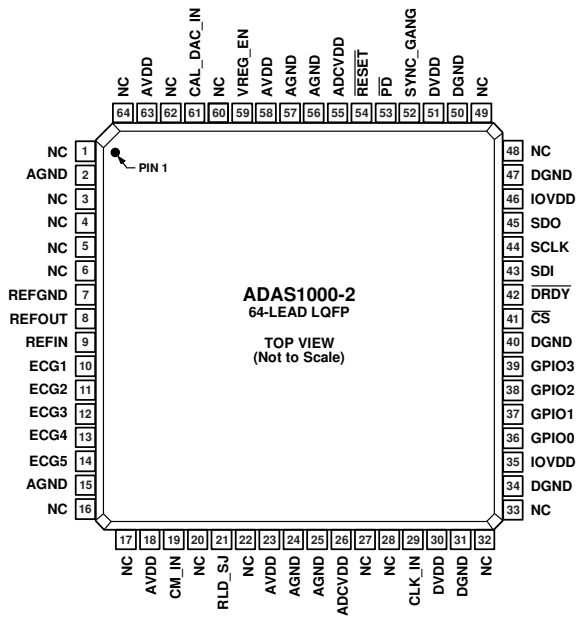 NC
AVDD
NC
CAL_DAC_IN
NC
VREG_EN
AVDD
AGND
AGND
ADCVDD
RESET
PD
SYNC_GANG
DVDD
DGND
NC
64 63 62 61 60 59 58 57 56 55 54 53 52 51 50 49
NC 1
AGND 2
NC 3
NC 4
NC 5
NC 6
REFGND 7
REFOUT 8
REFIN 9
ECG1 10
ECG2 11
ECG3 12
ECG4 13
ECG5 14
AGND 15
NC 16
PIN 1
ADAS1000-2
64-LEAD LQFP
TOP VIEW
(Not to Scale)
48 NC
47 DGND
46 IOVDD
45 SDO
44 SCLK
43 SDI
42 DRDY
41 CS
40 DGND
39 GPIO3
38 GPIO2
37 GPIO1
36 GPIO0
35 IOVDD
34 DGND
33 NC
17 18 19 20 21 22 23 24 25 26 27 28 29 30 31 32
NC
AVDD
CM_IN
NC
RLD_SJ
NC
AVDD
AGND
AGND
ADCVDD
NC
NC
CLK_IN
DVDD
DGND
NC